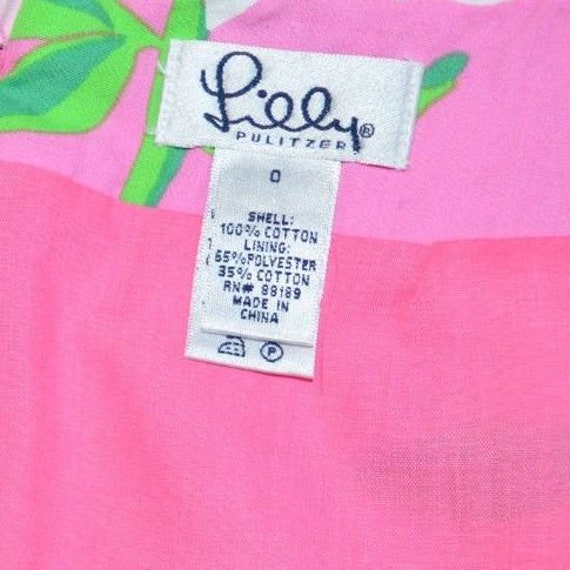 Lilly®
PULITZER
0
SHELL:
100% COTTON
LINING:
65%POLYESTER
35% COTTON
RN# 88189
MADE IN
CHINA
P